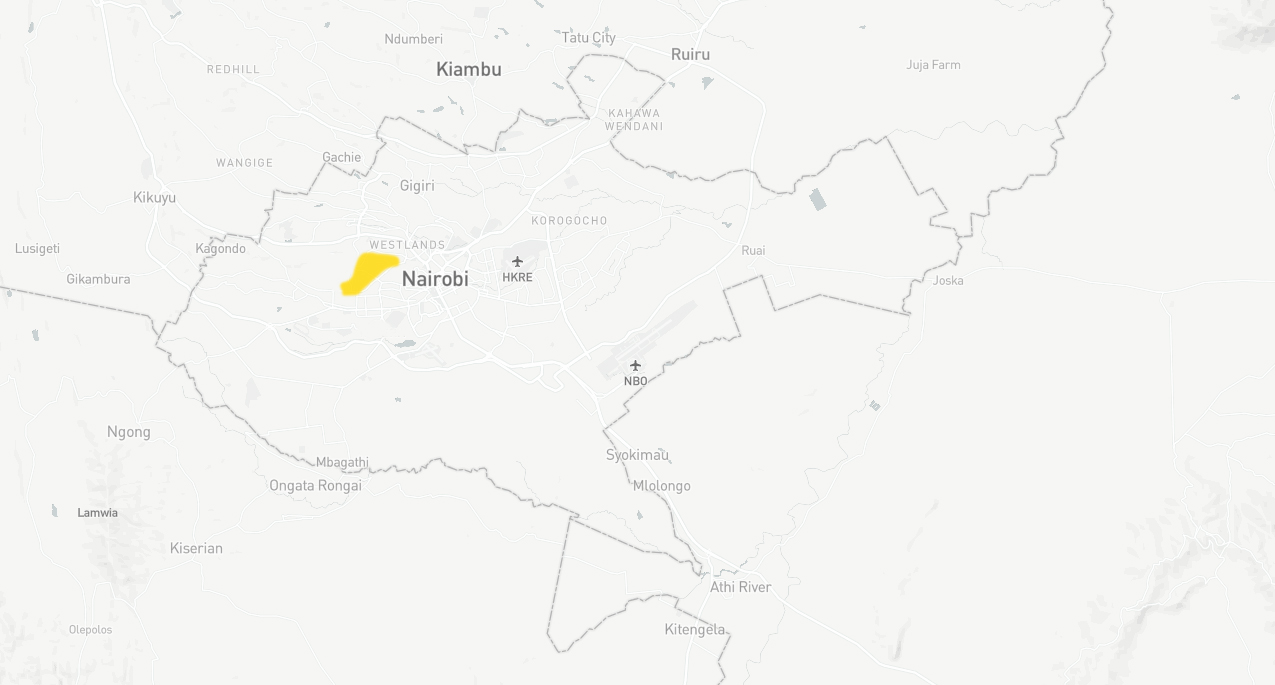 Ndumberi
Tatu City
Ruiru
REDHILL
Kiambu
Juja Farm
KAHAWA
WENDANI
Gachie
WANGIGE
Gigiri
Kikuyu
KOROGOCHO
Lusigeti
Kagondo
WESTLANDS
Ruai
Gikambura
Nairobi
HKRE
Joska
NBO
Ngong
Syokimau
Mbagathi
Ongata Rongai
Mlolongo
Lamwia
Kiserian
Athi River
Olepolos
Kitengela